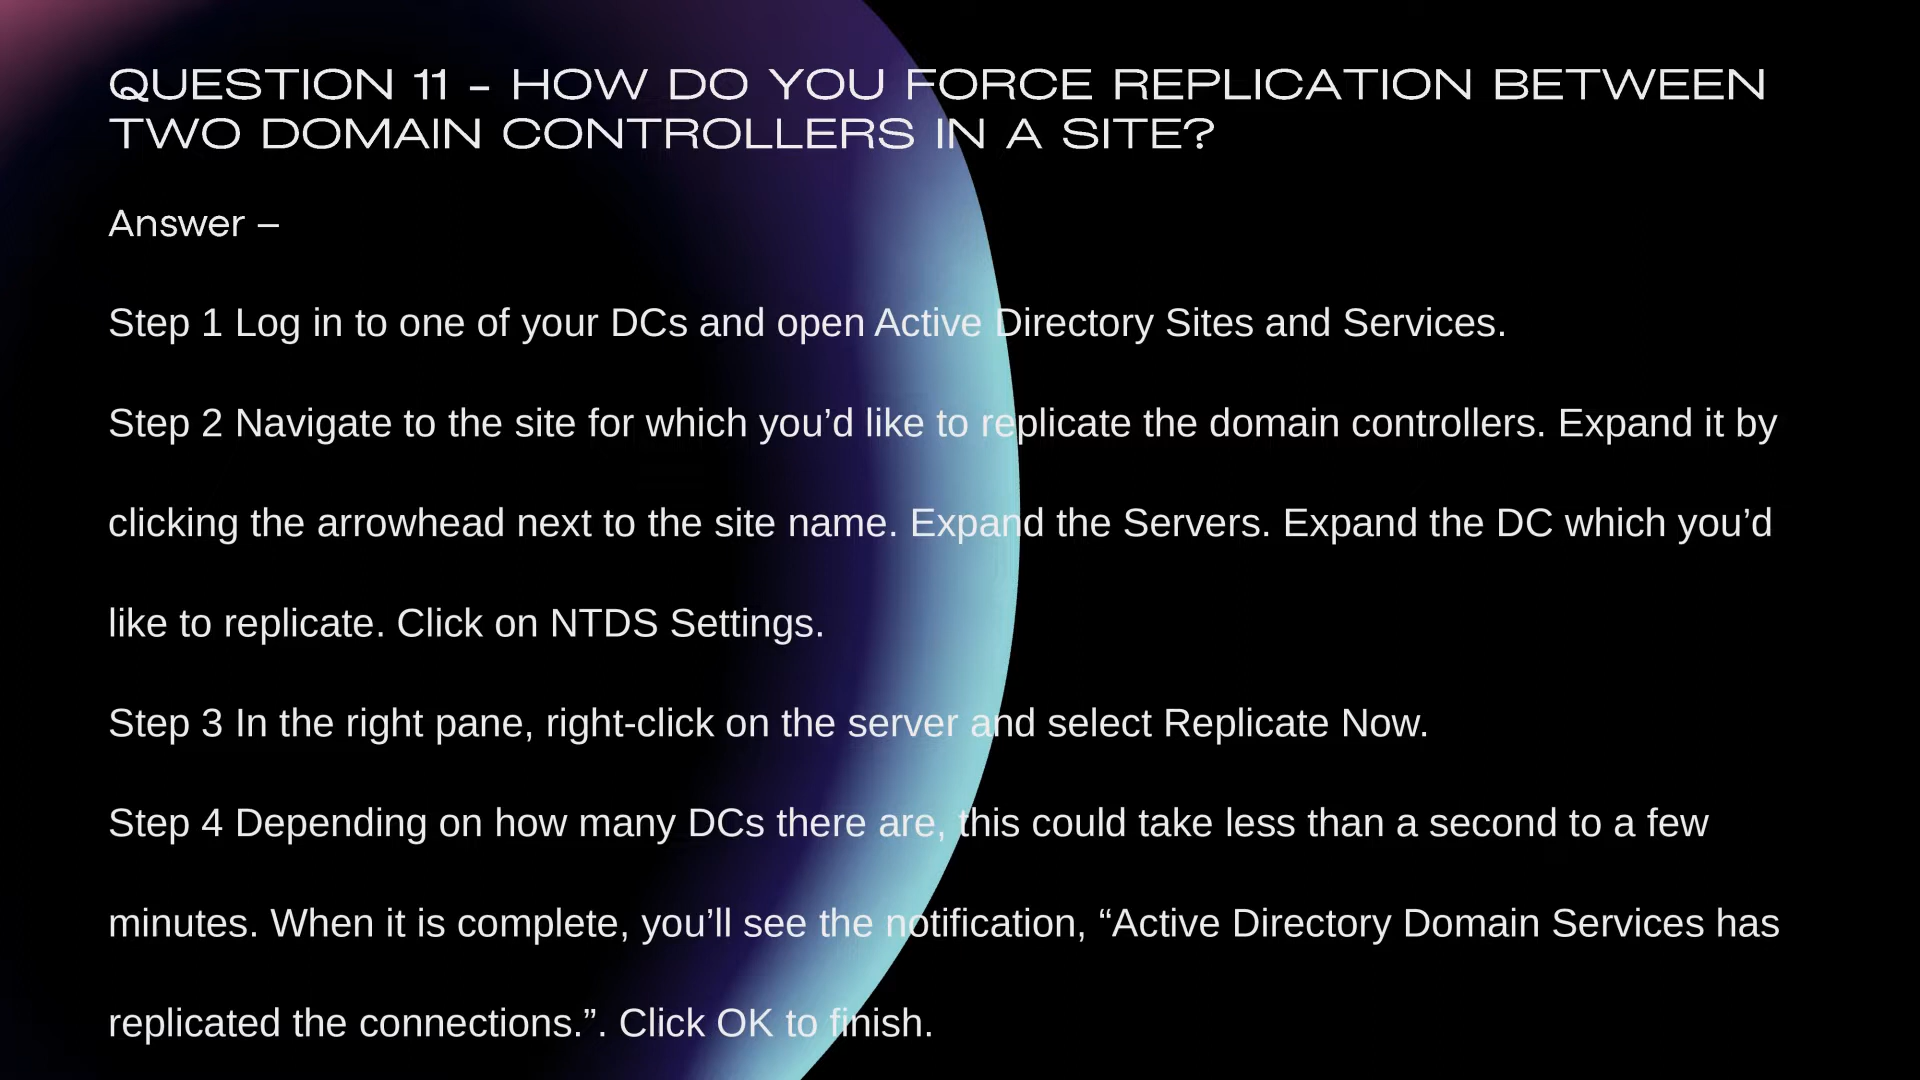 QUESTION 11 – HOW DO YOU FORCE REPLICATION BETWEEN
TWO DOMAIN CONTROLLERS IN A SITE?
Answer –
Step 1 Log in to one of your DCs and open Active Directory Sites and Services.
Step 2 Navigate to the site for which you’d like to replicate the domain controllers. Expand it by
clicking the arrowhead next to the site name. Expand the Servers. Expand the DC which you’d
like to replicate. Click on NTDS Settings.
Step 3 In the right pane, right-click on the server and select Replicate Now.
Step 4 Depending on how many DCs there are, this could take less than a second to a few
minutes. When it is complete, you’ll see the notification, “Active Directory Domain Services has
replicated the connections.”. Click OK to finish.